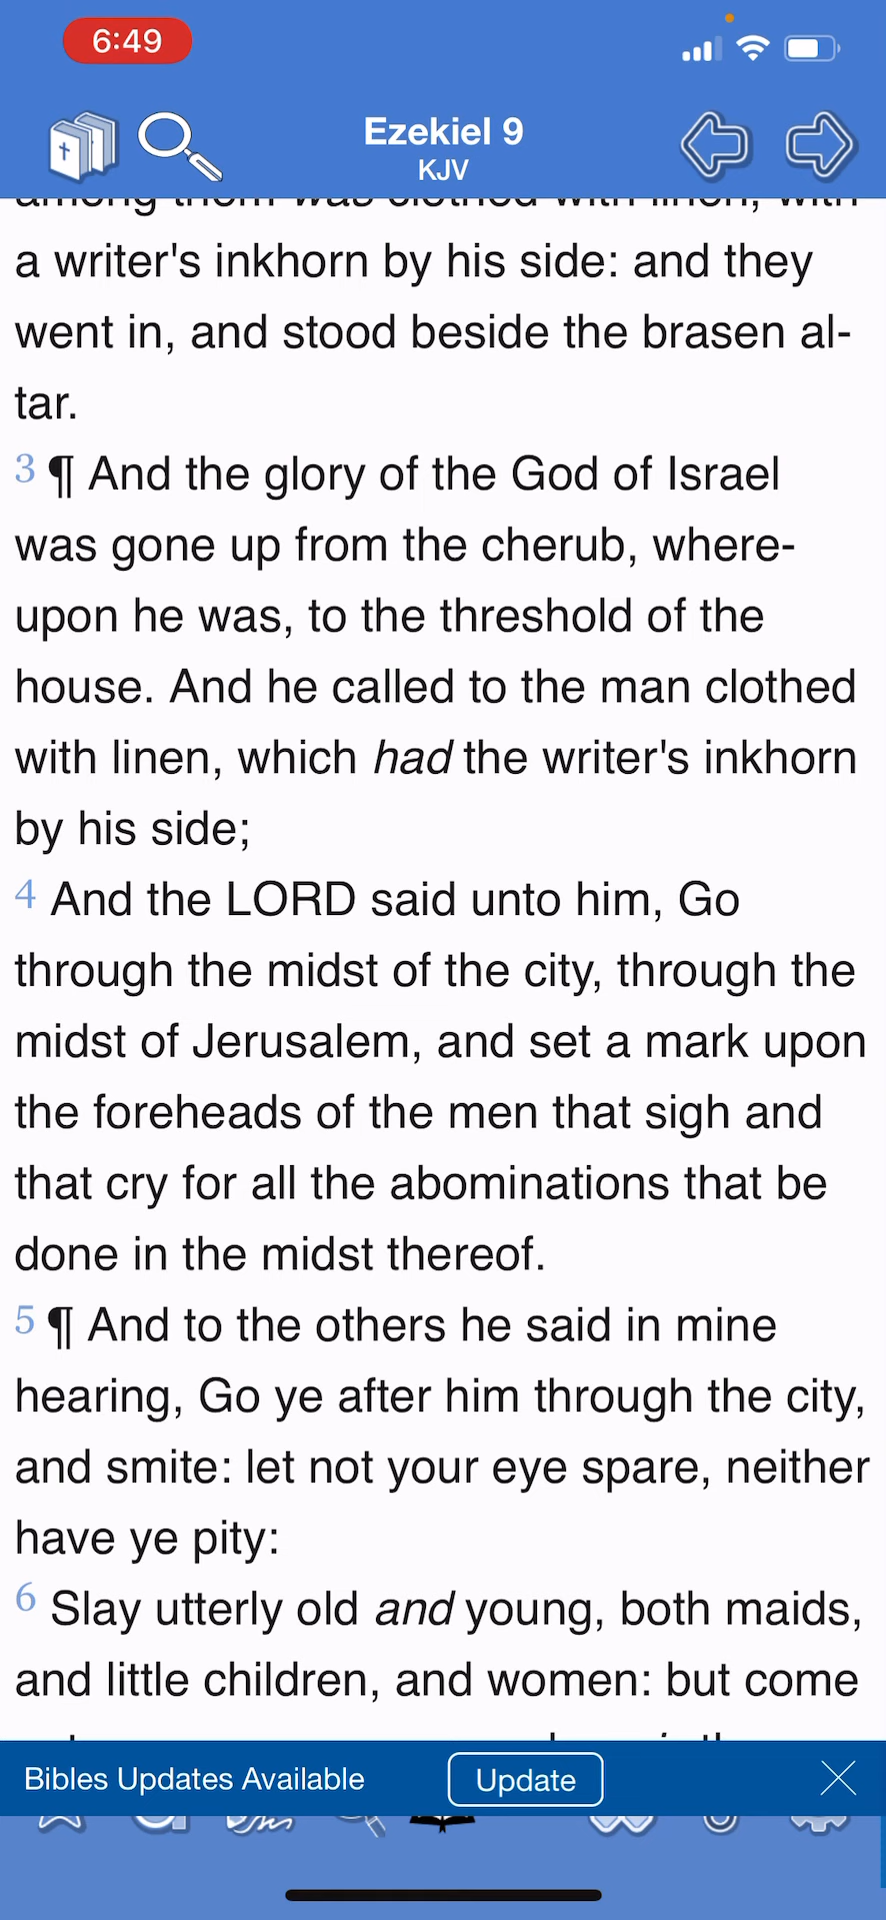 6:49
Ezekiel 9
KJV
among them was clothed with linen, with
a writer's inkhorn by his side: and they
went in, and stood beside the brasen al-
tar.
3 ¶ And the glory of the God of Israel
was gone up from the cherub, where-
upon he was, to the threshold of the
house. And he called to the man clothed
with linen, which had the writer's inkhorn
by his side;
4 And the LORD said unto him, Go
through the midst of the city, through the
midst of Jerusalem, and set a mark upon
the foreheads of the men that sigh and
that cry for all the abominations that be
done in the midst thereof.
5 ¶ And to the others he said in mine
hearing, Go ye after him through the city,
and smite: let not your eye spare, neither
have ye pity:
6 Slay utterly old and young, both maids,
and little children, and women: but come
Bibles Updates Available
Update